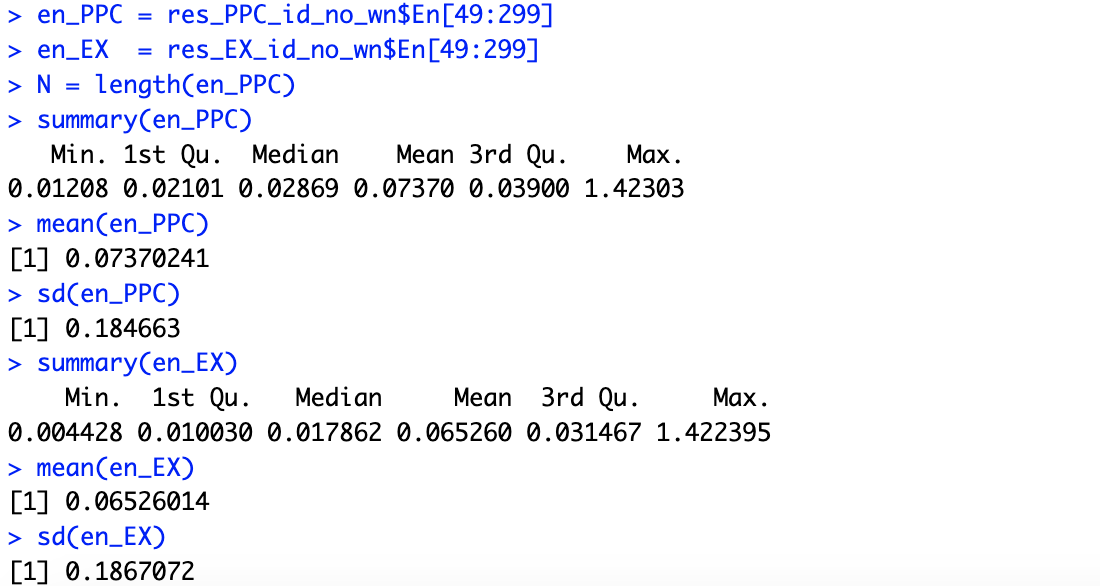 > en_PPC = res_PPC_id_no_wn$En[49:299]
> en_EX  = res_EX_id_no_wn$En[49:299]
> N = length(en_PPC)
> summary(en_PPC)
   Min. 1st Qu.  Median    Mean 3rd Qu.    Max.
0.01208 0.02101 0.02869 0.07370 0.03900 1.42303
> mean(en_PPC)
[1] 0.07370241
> sd(en_PPC)
[1] 0.184663
> summary(en_EX)
    Min.  1st Qu.   Median     Mean  3rd Qu.     Max.
0.004428 0.010030 0.017862 0.065260 0.031467 1.422395
> mean(en_EX)
[1] 0.06526014
> sd(en_EX)
[1] 0.1867072